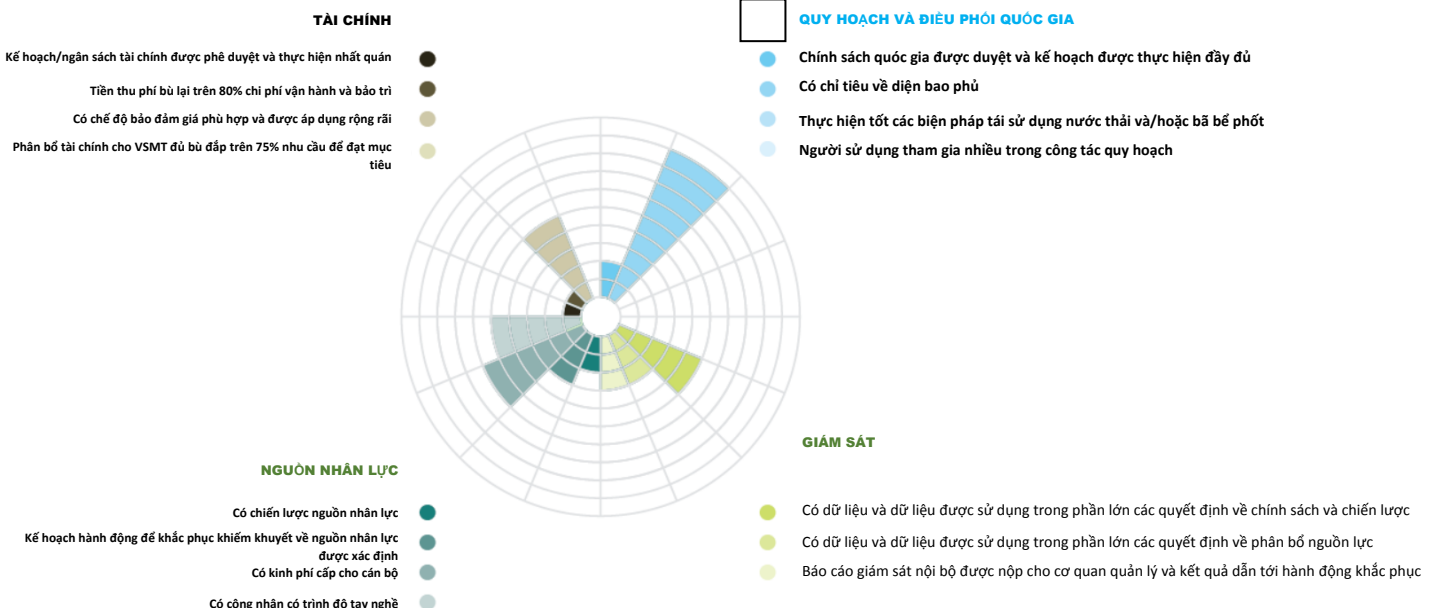 TÀI CHÍNH
Kế hoạch/ngân sách tài chính được phê duyệt và thực hiện nhất quán
Tiền thu phí bù lại trên 80% chi phí vận hành và bảo trì
Có chế độ bảo đảm giá phù hợp và được áp dụng rộng rãi
Phân bổ tài chính cho VSMT đủ bù đắp trên 75% nhu cầu để đạt mục
tiêu
QUY HOẠCH VÀ ĐIỀU PHỐI QUỐC GIA
Chính sách quóc gia được duyệt và kế hoạch được thực hiện đầy đủ
Có chỉ tiêu về diện bao phủ
Thực hiện tốt các biện pháp tái sử dụng nước thải và/hoặc bã bể phốt
Người sử dụng tham gia nhiều trong công tác quy hoạch
NGUỒN NHÂN LỰC
Có chiến lược nguồn nhân lực
Kế hoạch hành động để khắc phục khiếm khuyết về nguồn nhân lực
được xác định
Có kinh phí cấp cho cán bộ
Có công nhân có trình độ tay nghề
GIÁM SÁT
Có dữ liệu và dữ liệu được sử dụng trong phần lớn các quyết định về chính sách và chiến lược
Có dữ liệu và dữ liệu được sử dụng trong phần lớn các quyết định về phân bổ nguồn lực
Báo cáo giám sát nội bộ được nộp cho cơ quan quản lý và kết quả dẫn tới hành động khắc phục